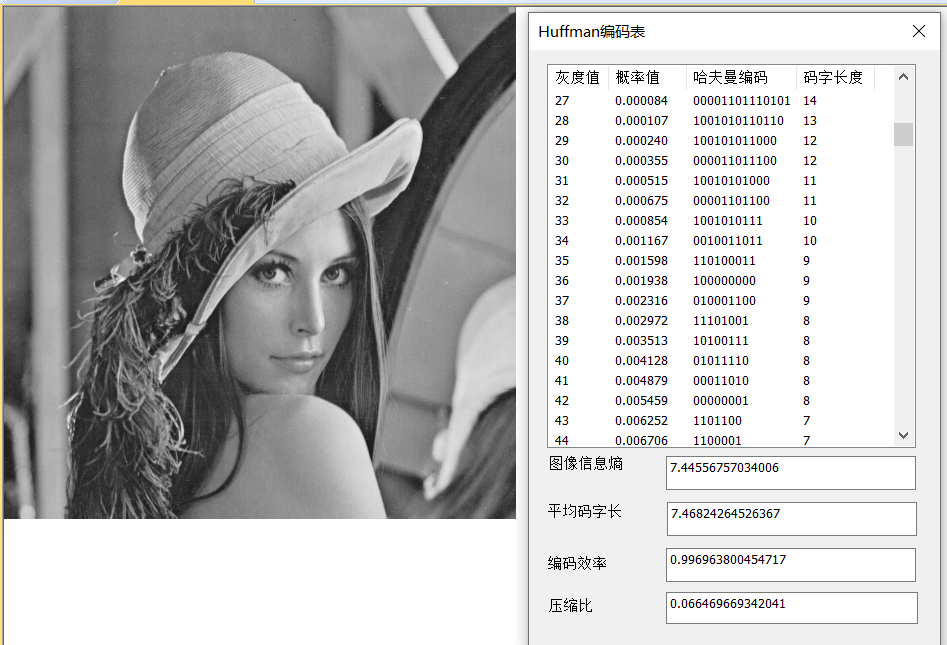 Huffman编码表
灰度值 概率值 哈夫曼编码 码字长度
27 0.000084 00001101110101 14
28 0.000107 1001010110110 13
29 0.000240 100101011000 12
30 0.000355 000011011100 12
31 0.000515 10010101000 11
32 0.000675 00001101100 11
33 0.000854 1001010111 10
34 0.001167 0010011011 10
35 0.001598 110100011 9
36 0.001938 100000000 9
37 0.002316 010001100 9
38 0.002972 11101001 8
39 0.003513 10100111 8
40 0.004128 01011110 8
41 0.004879 00011010 8
42 0.005459 00000001 8
43 0.006252 1101100 7
44 0.006706 1100001 7
图像信息熵 7.44556757034006
平均码字长 7.46824264526367
编码效率 0.996963800454717
压缩比 0.066469669342041